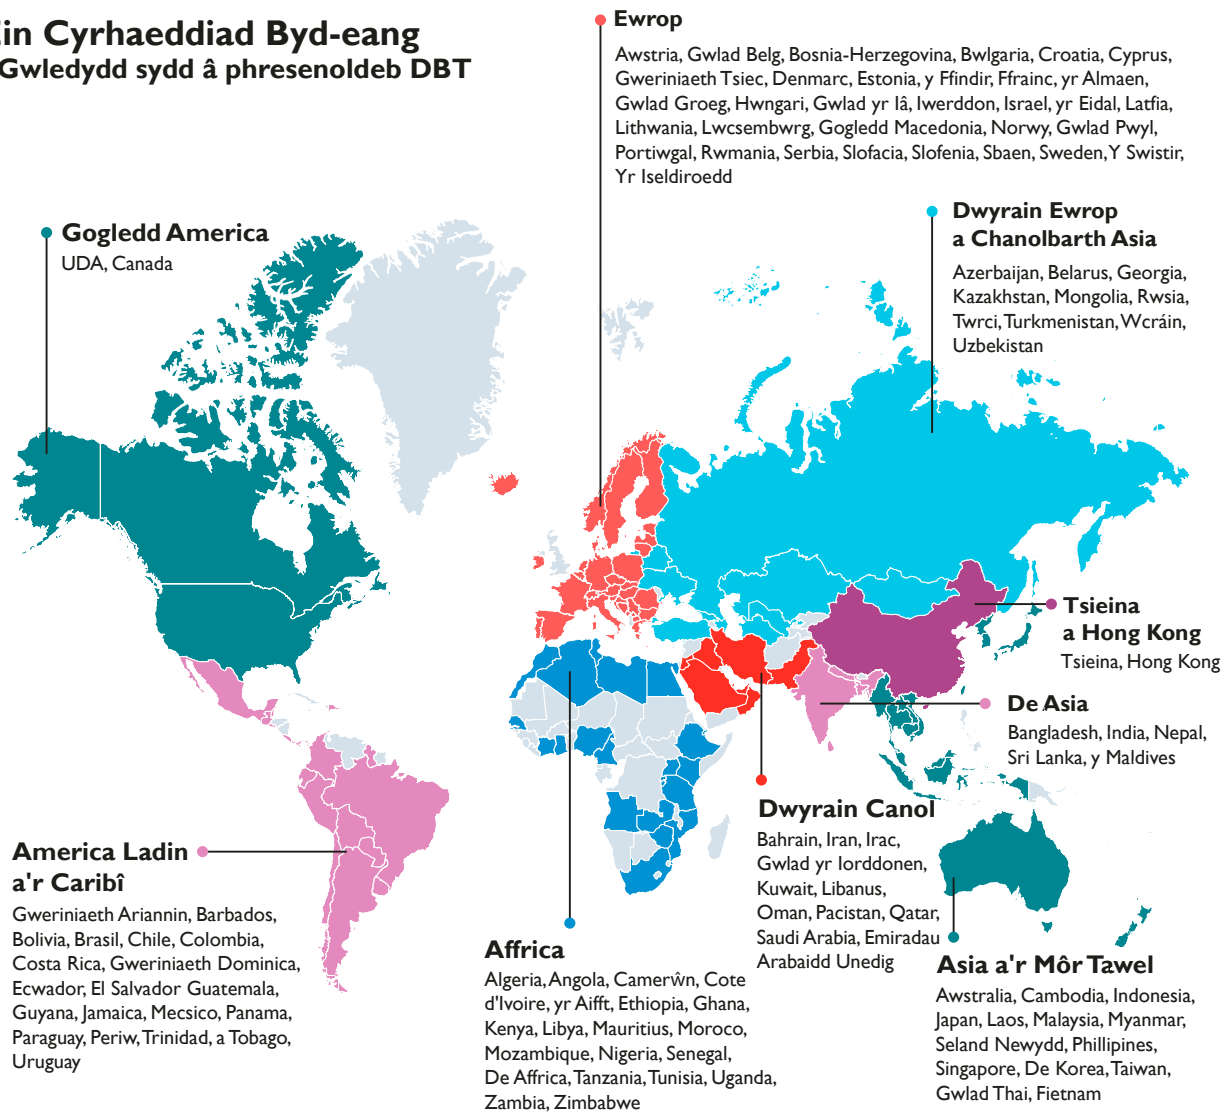 Ein Cyrhaeddiad Byd-eang
Gwledydd sydd â phresenoldeb DBT
Ewrop
Awstria, Gwlad Belg, Bosnia-Herzegovina, Bwlgaria, Croatia, Cyprus,
Gweriniaeth Tsiec, Denmarc, Estonia, y Ffindir, Ffrainc, yr Almaen,
Gwlad Groeg, Hwngari, Gwlad yr Iâ, Iwerddon, Israel, yr Eidal, Latfia,
Lithwania, Lwcsembwrg, Gogledd Macedonia, Norwy, Gwlad Pwyl,
Portiwgal, Rwmania, Serbia, Slofacia, Slofenia, Sbaen, Sweden, Y Swistir,
Yr Iseldiroedd
Gogledd America
UDA, Canada
Dwyrain Ewrop
a Chanolbarth Asia
Azerbaijan, Belarus, Georgia,
Kazakhstan, Mongolia, Rwsia,
Twrci, Turkmenistan, Wcráin,
Uzbekistan
Tsieina
a Hong Kong
Tsieina, Hong Kong
De Asia
Bangladesh, India, Nepal,
Sri Lanka, y Maldives
Dwyrain Canol
Bahrain, Iran, Irac,
Gwlad yr Iorddonen,
Kuwait, Libanus,
Oman, Pacistan, Qatar,
Saudi Arabia, Emiradau
Arabaidd Unedig
America Ladin
a'r Caribî
Gweriniaeth Ariannin, Barbados,
Bolivia, Brasil, Chile, Colombia,
Costa Rica, Gweriniaeth Dominica,
Ecwador, El Salvador Guatemala,
Guyana, Jamaica, Mecsico, Panama,
Paraguay, Periw, Trinidad, a Tobago,
Uruguay
Affrica
Algeria, Angola, Camerŵn, Cote
d'Ivoire, yr Aifft, Ethiopia, Ghana,
Kenya, Libya, Mauritius, Moroco,
Mozambique, Nigeria, Senegal,
De Affrica, Tanzania, Tunisia, Uganda,
Zambia, Zimbabwe
Asia a'r Môr Tawel
Awstralia, Cambodia, Indonesia,
Japan, Laos, Malaysia, Myanmar,
Seland Newydd, Phillipines,
Singapore, De Korea, Taiwan,
Gwlad Thai, Fietnam